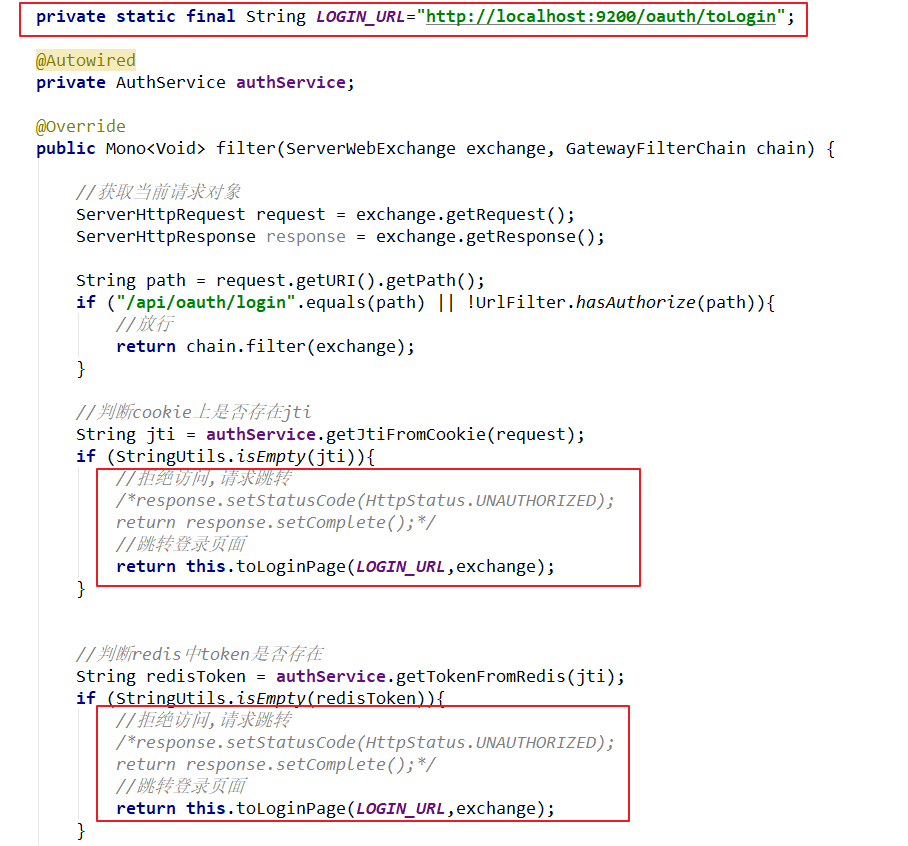 private static final String LOGIN_URL="http://localhost:9200/oauth/toLogin";
@Autowired
private AuthService authService;
@Override
public Mono<Void> filter(ServerWebExchange exchange, GatewayFilterChain chain) {
//获取当前请求对象
ServerHttpRequest request = exchange.getRequest();
ServerHttpResponse response = exchange.getResponse();
String path = request.getURI().getPath();
if ("/api/oauth/login".equals(path) || !UrlFilter.hasAuthorize(path)){
//放行
return chain.filter(exchange);
}
//判断cookie上是否存在jti
String jti = authService.getJtiFromCookie(request);
if (StringUtils.isEmpty(jti)){
//拒绝访问,请求跳转
/*response.setStatusCode(HttpStatus.UNAUTHORIZED);
return response.setComplete();*/
//跳转登录页面
return this.toLoginPage(LOGIN_URL,exchange);
}
//判断redis中token是否存在
String redisToken = authService.getTokenFromRedis(jti);
if (StringUtils.isEmpty(redisToken)){
//拒绝访问,请求跳转
/*response.setStatusCode(HttpStatus.UNAUTHORIZED);
return response.setComplete();*/
//跳转登录页面
return this.toLoginPage(LOGIN_URL,exchange);
}